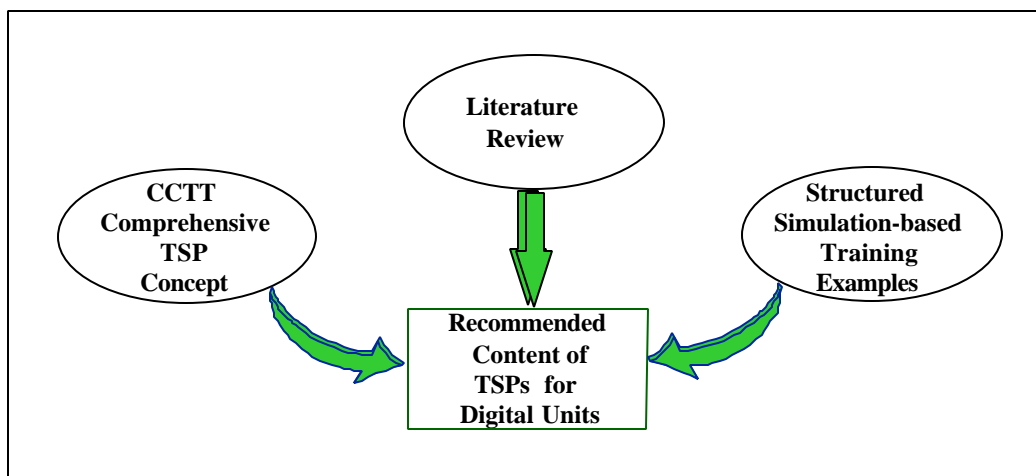 Literature
Review
CCTT
Comprehensive
TSP
Concept
Structured
Simulation-based
Training
Examples
Recommended
Content of
TSPs for
Digital Units